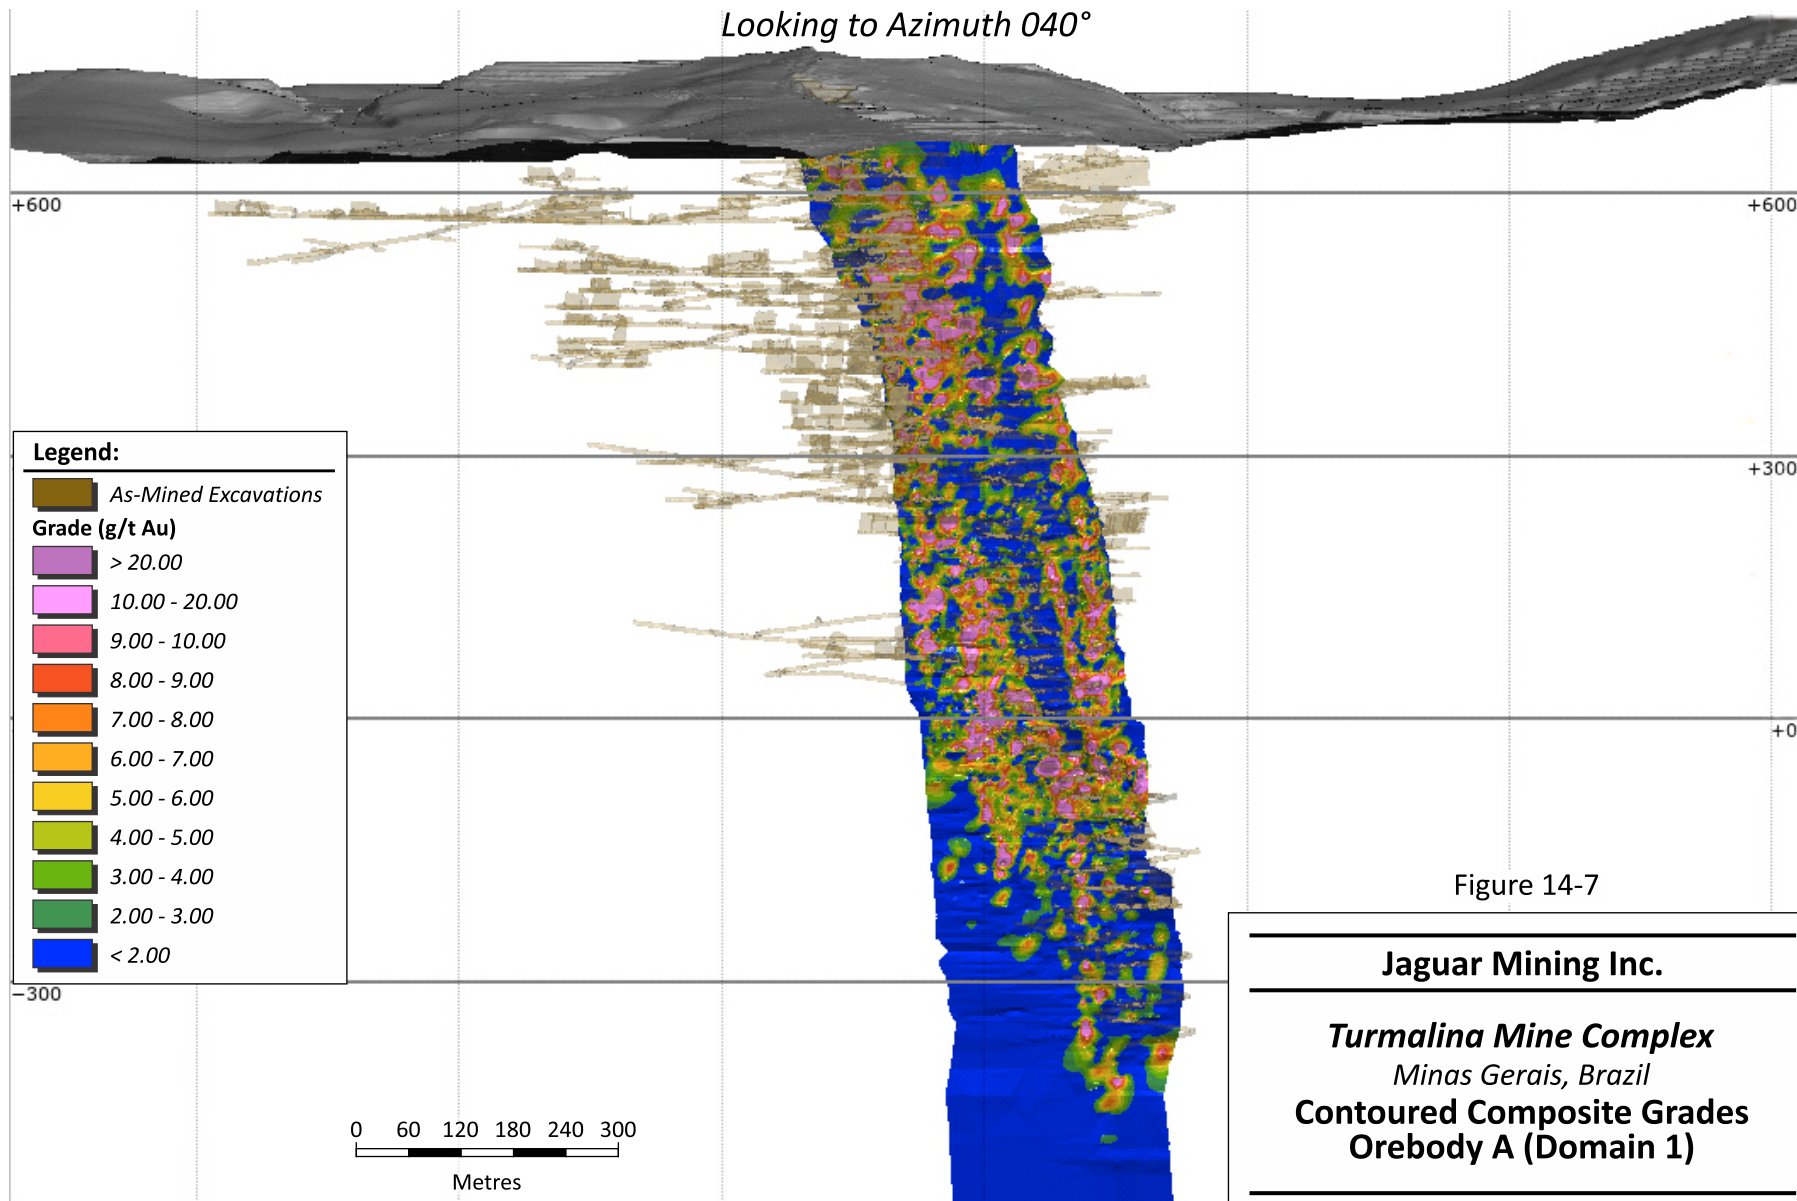 Looking to Azimuth 040°
+600
+600
+300
+0
−300
Legend:
As-Mined Excavations
Grade (g/t Au)
> 20.00
10.00 - 20.00
9.00 - 10.00
8.00 - 9.00
7.00 - 8.00
6.00 - 7.00
5.00 - 6.00
4.00 - 5.00
3.00 - 4.00
2.00 - 3.00
< 2.00
0 60 120 180 240 300
Metres
Figure 14-7
Jaguar Mining Inc.
Turmalina Mine Complex
Minas Gerais, Brazil
Contoured Composite Grades
Orebody A (Domain 1)